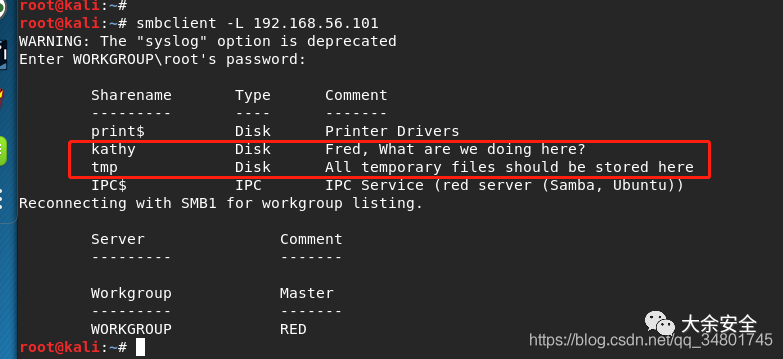 root@kali:~#
root@kali:~# smbclient -L 192.168.56.101
WARNING: The "syslog" option is deprecated
Enter WORKGROUP\root's password:
Sharename Type Comment
--------- ---- -------
print$ Disk Printer Drivers
kathy Disk Fred, What are we doing here?
tmp Disk All temporary files should be stored here
IPC$ IPC IPC Service (red server (Samba, Ubuntu))
Reconnecting with SMB1 for workgroup listing.
Server Comment
--------- -------
Workgroup Master
--------- -------
WORKGROUP RED
root@kali:~#
大余安全
https://blog.csdn.net/qq_34801745